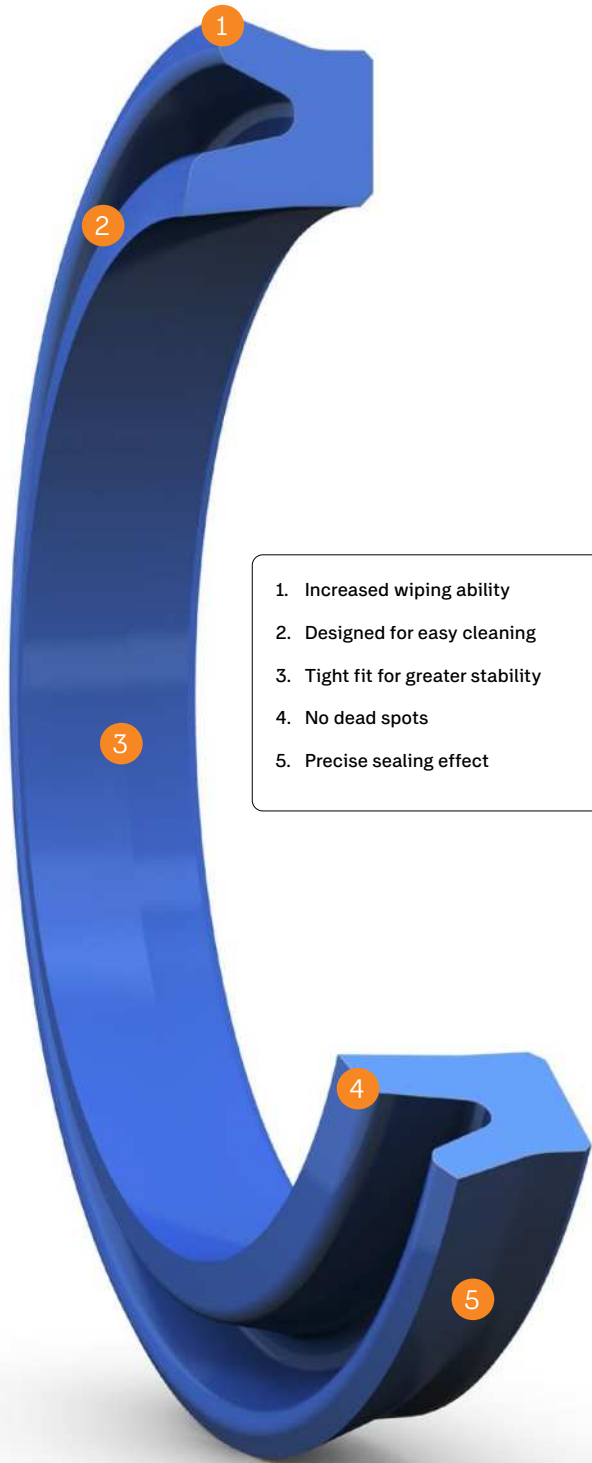 1
2
1. Increased wiping ability
2. Designed for easy cleaning
3. Tight fit for greater stability
4. No dead spots
5. Precise sealing effect
3
4
5